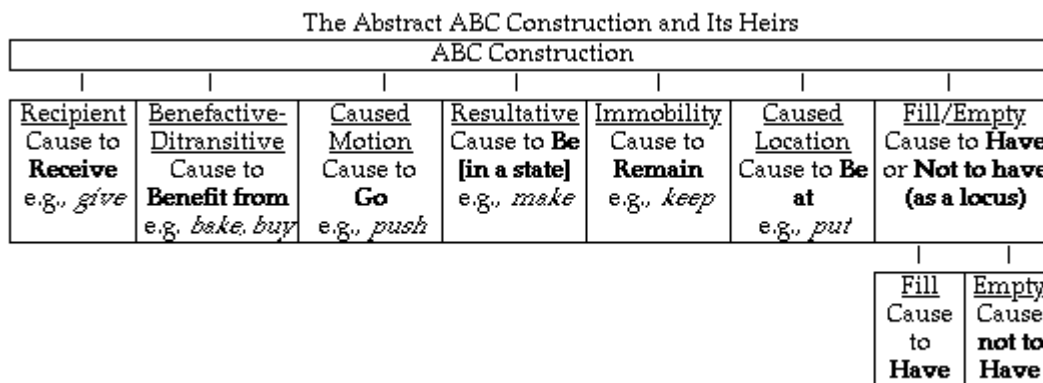 The Abstract ABC Construction and Its Heirs
ABC Construction
Recipient
Cause to
Receive
e.g., give
Benefactive-
Ditransitive
Cause to
Benefit from
e.g. bake, buy
Caused
Motion
Cause to
Go
e.g., push
Resultative
Cause to Be
[in a state]
e.g., make
Immobility
Cause to
Remain
e.g., keep
Caused
Location
Cause to Be
at
e.g., put
Fill/Empty
Cause to Have
or Not to have
(as a locus)
Fill
Cause
to
Have
Empty
Cause
not to
Have